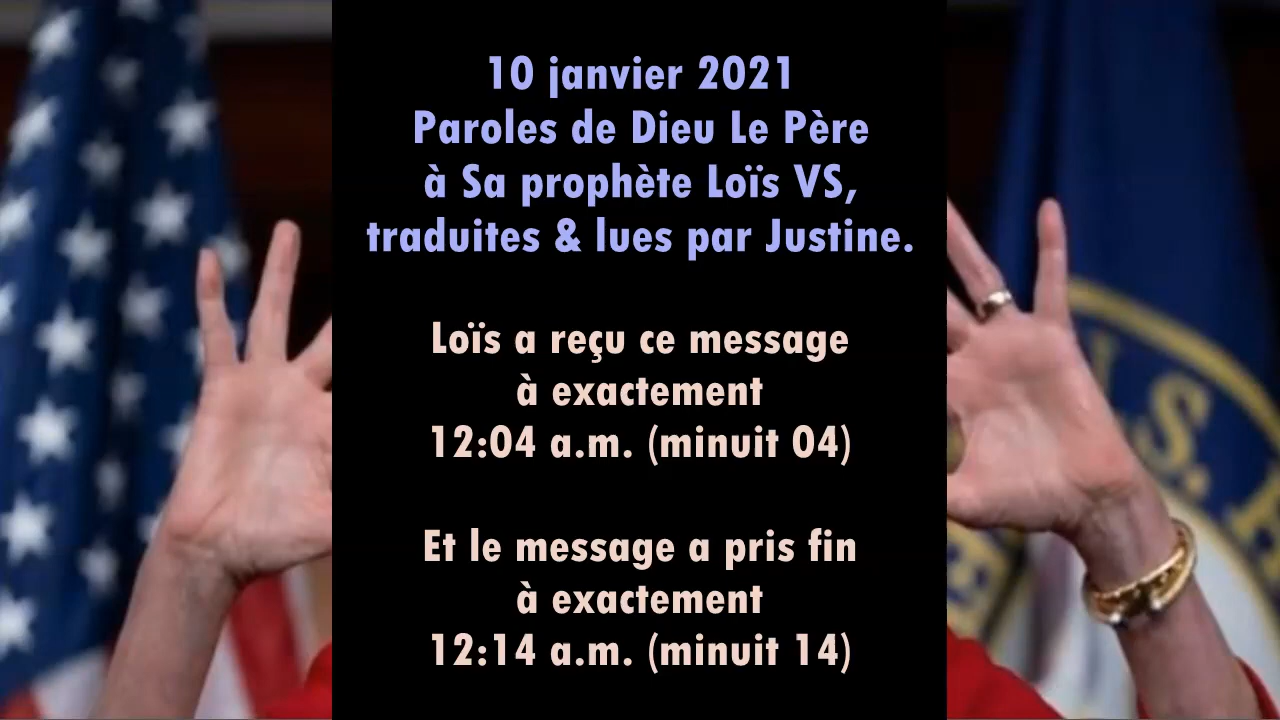 10 janvier 2021
Paroles de Dieu Le Père
à Sa prophète Loïs VS,
traduites & lues par Justine.
Loïs a reçu ce message
à exactement
12:04 a.m. (minuit 04)
Et le message a pris fin
à exactement
12:14 a.m. (minuit 14)